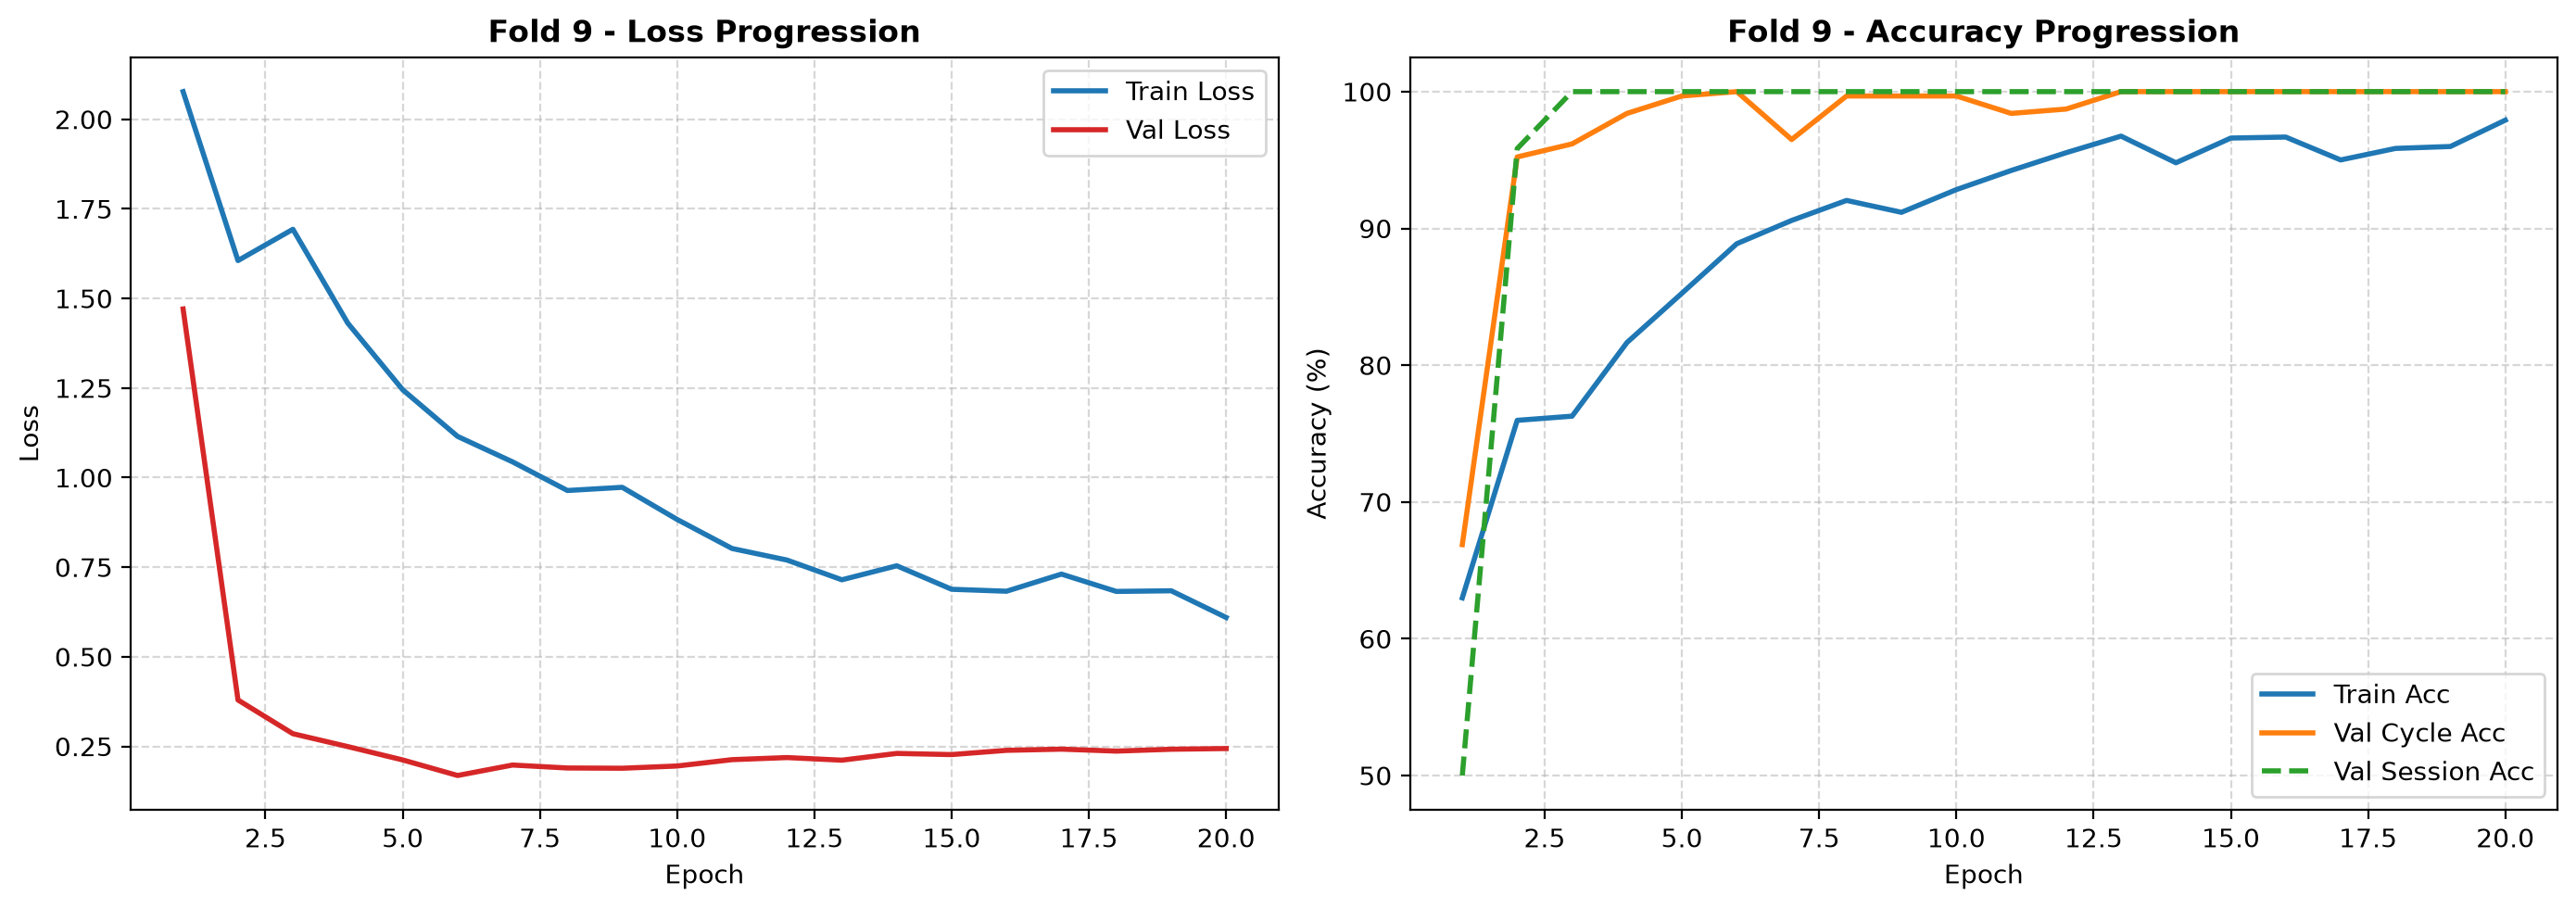 Fold 9 - Loss Progression
Train Loss
Val Loss
2.00
1.75
1.50
1.25
1.00
0.75
0.50
0.25
Loss
2.5 5.0 7.5 10.0 12.5 15.0 17.5 20.0
Epoch
Fold 9 - Accuracy Progression
100
90
80
70
60
50
Accuracy (%)
Train Acc
Val Cycle Acc
Val Session Acc
2.5 5.0 7.5 10.0 12.5 15.0 17.5 20.0
Epoch